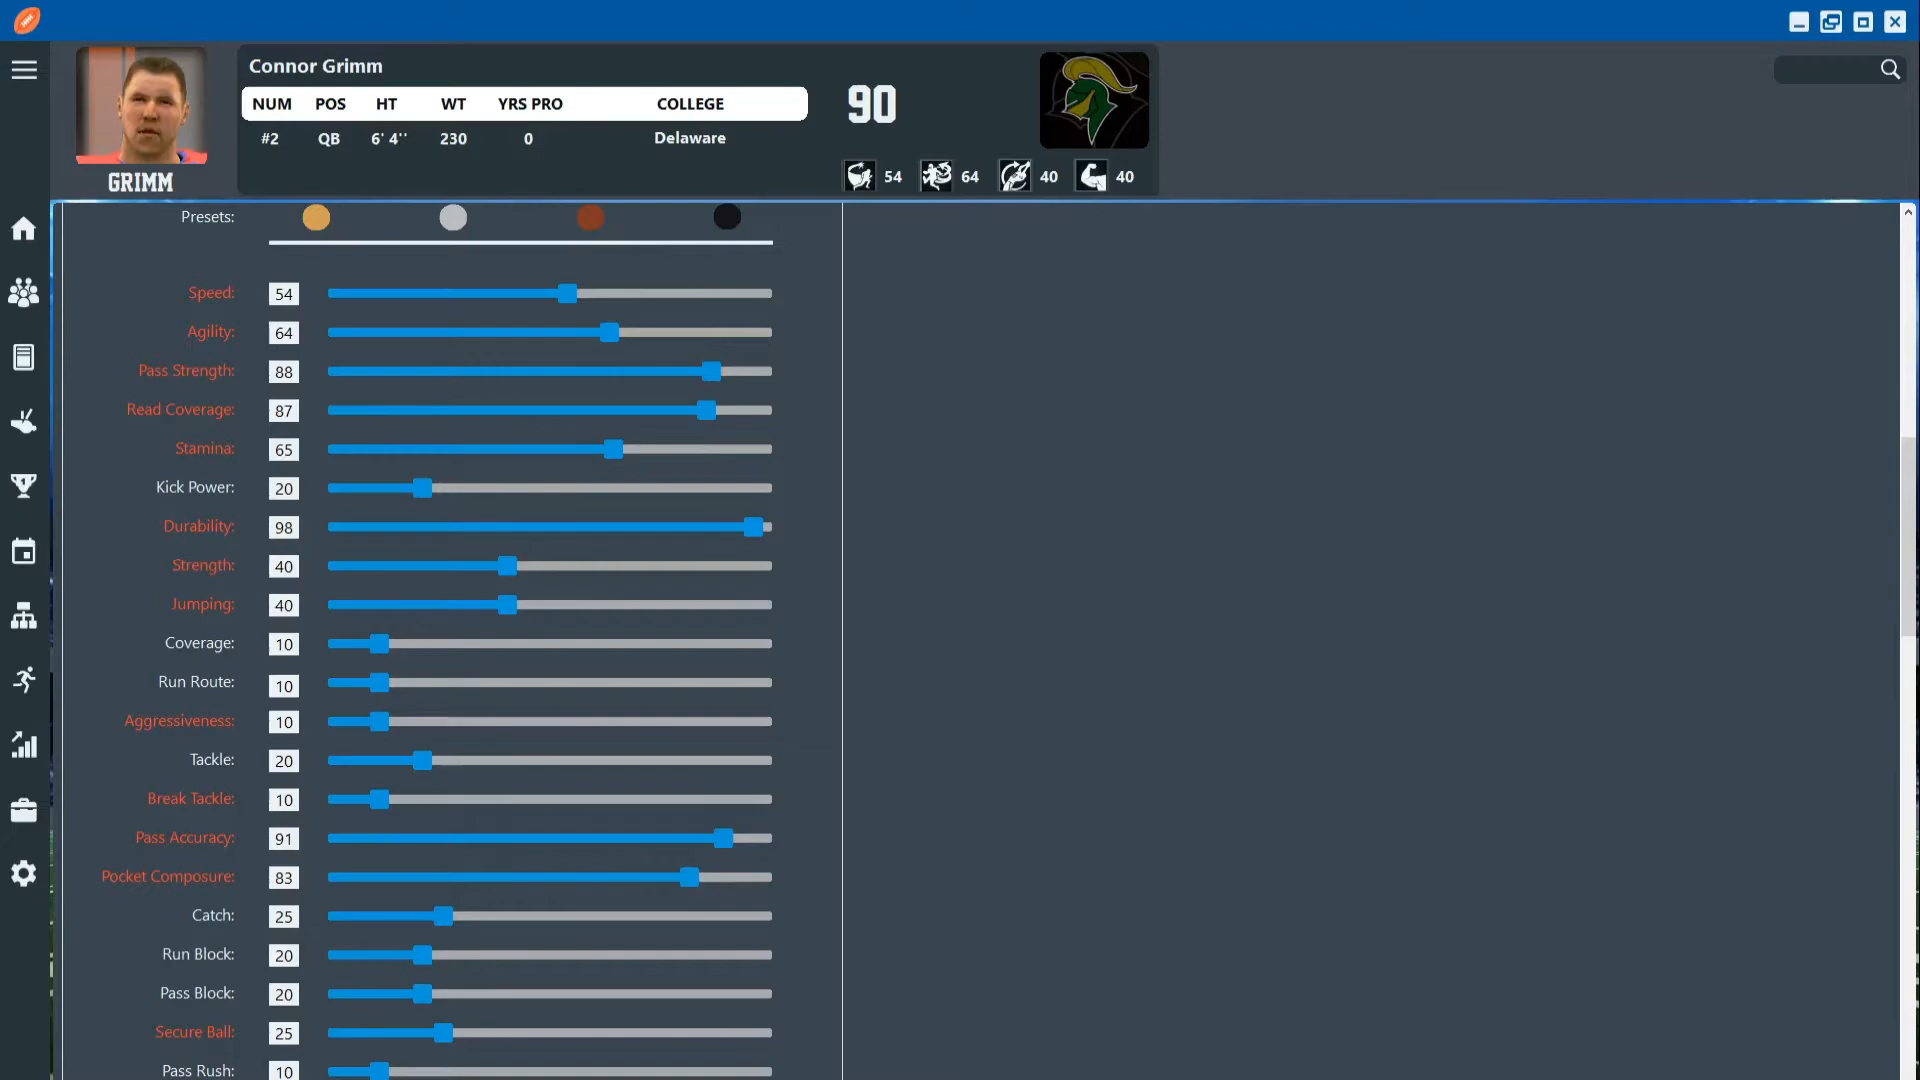 Connor Grimm
NUM POS HT WT YRS PRO COLLEGE
#2 QB 6' 4'' 230 0 Delaware
90
GRIMM
54 64 40 40
Presets:
Speed: 54
Agility: 64
Pass Strength: 88
Read Coverage: 87
Stamina: 65
Kick Power: 20
Durability: 98
Strength: 40
Jumping: 40
Coverage: 10
Run Route: 10
Aggressiveness: 10
Tackle: 20
Break Tackle: 10
Pass Accuracy: 91
Pocket Composure: 83
Catch: 25
Run Block: 20
Pass Block: 20
Secure Ball: 25
Pass Rush: 10